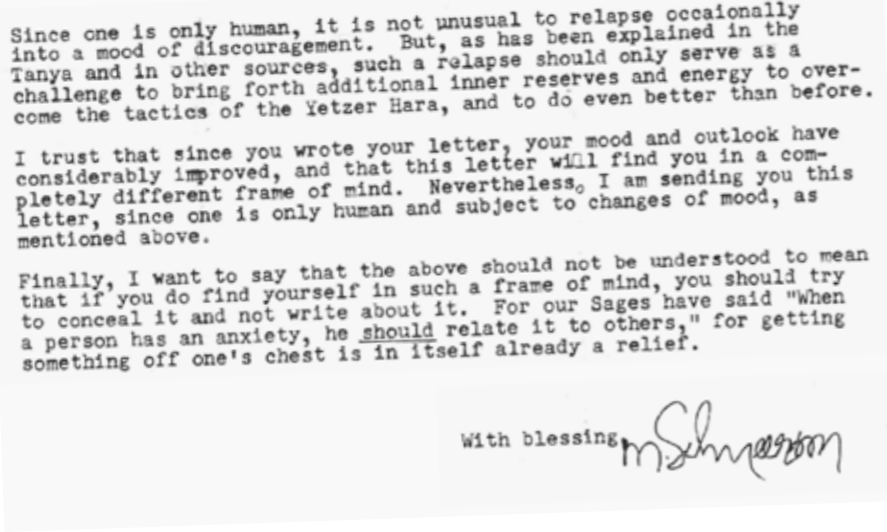 Since one is only human, it is not unusual to relapse occaionally
into a mood of discouragement. But, as has been explained in the
Tanya and in other sources, such a relapse should only serve as a
challenge to bring forth additional inner reserves and energy to over-
come the tactics of the Yetzer Hara, and to do even better than before.
I trust that since you wrote your letter, your mood and outlook have
considerably improved, and that this letter will find you in a com-
pletely different frame of mind. Nevertheless, I am sending you this
letter, since one is only human and subject to changes of mood, as
mentioned above.
Finally, I want to say that the above should not be understood to mean
that if you do find yourself in such a frame of mind, you should try
to conceal it and not write about it. For our Sages have said "When
a person has an anxiety, he should relate it to others," for getting
something off one's chest is in itself already a relief.
With blessing, M. Schneerson